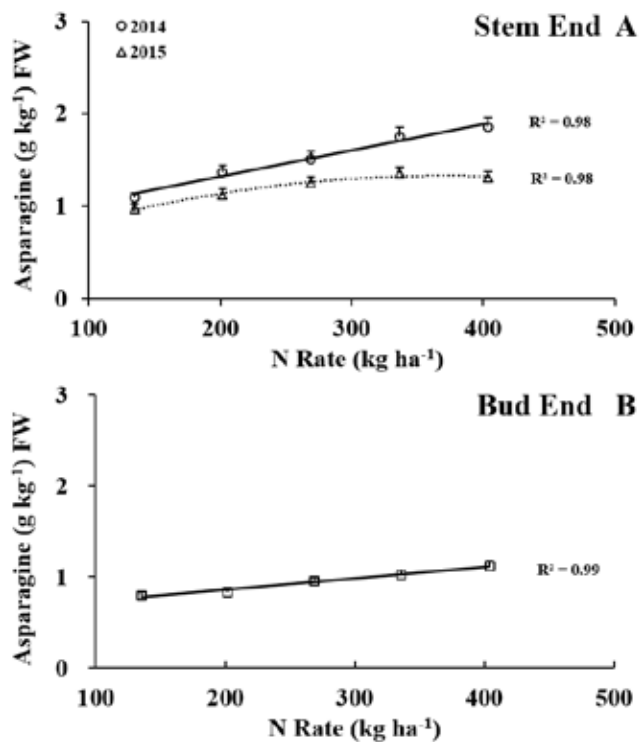 Stem End A
○ 2014
△ 2015
Asparagine (g kg⁻¹) FW
3
2
1
0
R² = 0.98
R² = 0.98
100 200 300 400 500
N Rate (kg ha⁻¹)
Bud End B
Asparagine (g kg⁻¹) FW
3
2
1
0
R² = 0.99
100 200 300 400 500
N Rate (kg ha⁻¹)